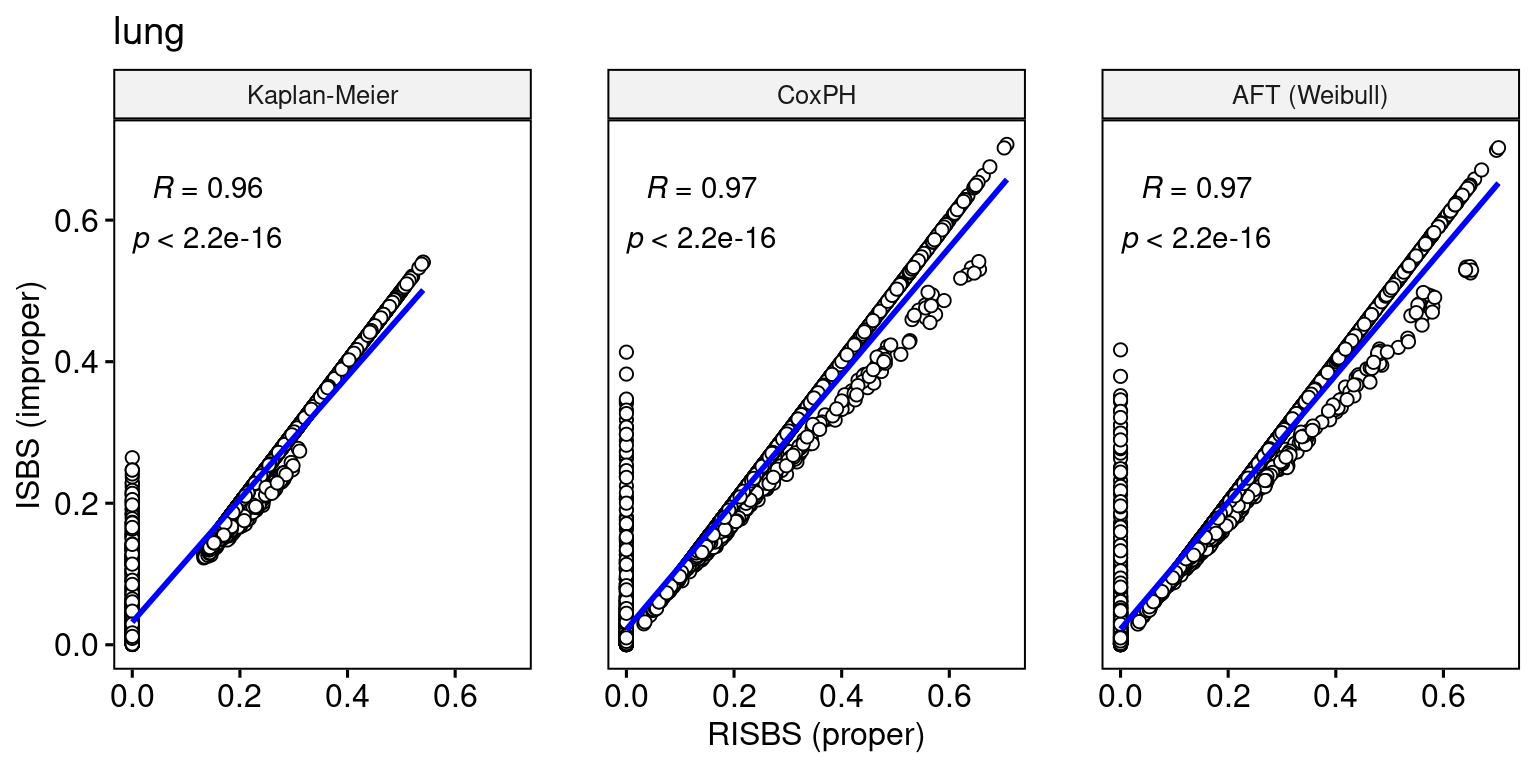 lung
Kaplan-Meier
CoxPH
AFT (Weibull)
R = 0.96
p < 2.2e-16
R = 0.97
p < 2.2e-16
R = 0.97
p < 2.2e-16
ISBS (improper)
0.6
0.4
0.2
0.0
0.0 0.2 0.4 0.6
0.0 0.2 0.4 0.6
0.0 0.2 0.4 0.6
RISBS (proper)